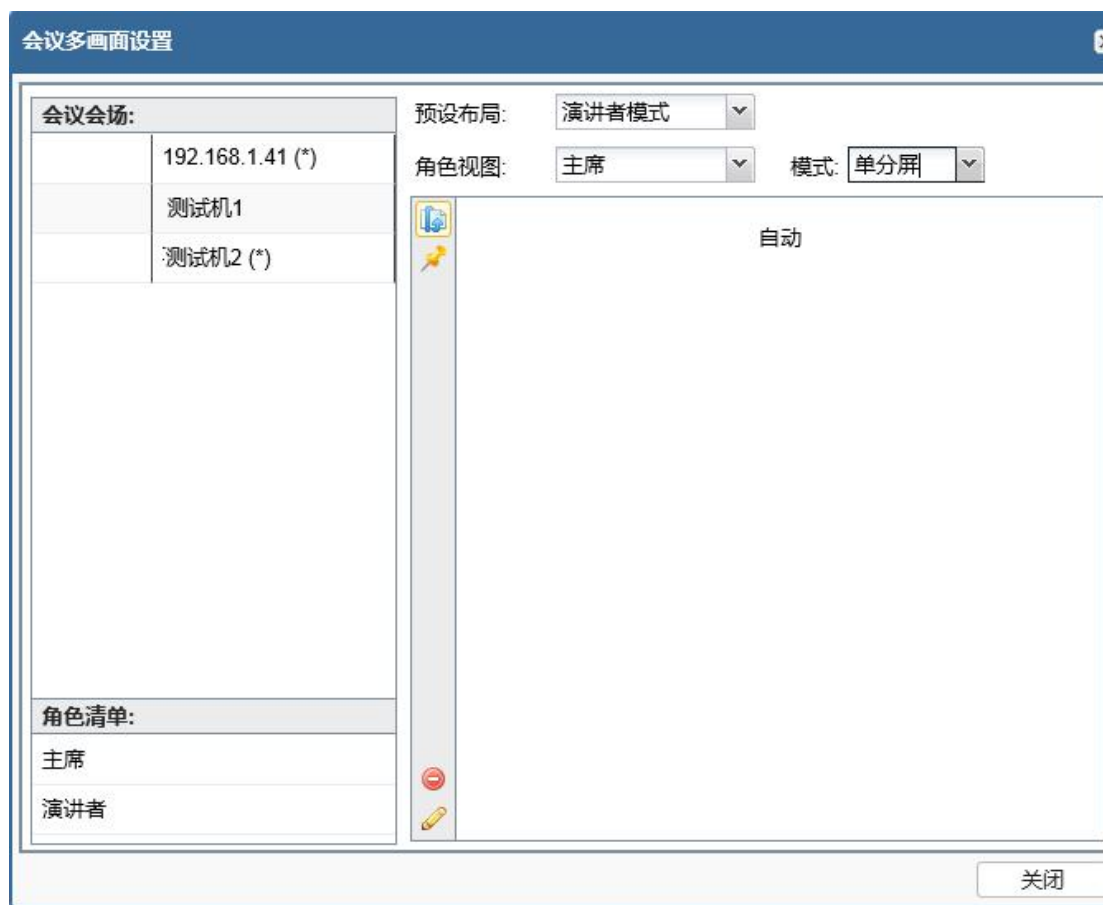 会议多画面设置
会议会场:
192.168.1.41 (*)
测试机1
测试机2 (*)
角色清单:
主席
演讲者
预设布局: 演讲者模式
角色视图: 主席 模式: 单分屏
自动
关闭